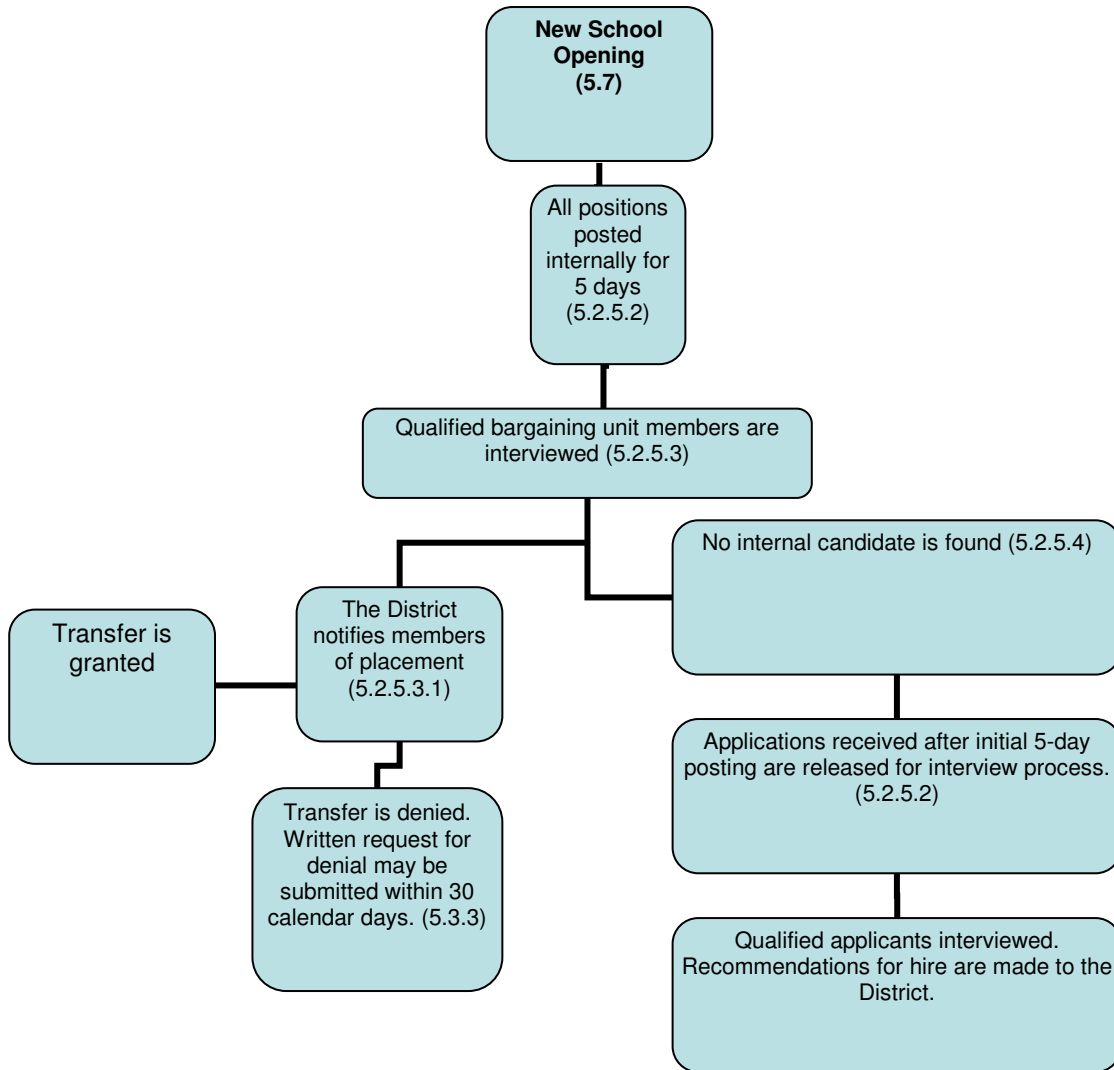 New School
Opening
(5.7)
All positions
posted
internally for
5 days
(5.2.5.2)
Qualified bargaining unit members are
interviewed (5.2.5.3)
No internal candidate is found (5.2.5.4)
The District
notifies members
of placement
(5.2.5.3.1)
Transfer is
granted
Applications received after initial 5-day
posting are released for interview process.
(5.2.5.2)
Transfer is denied.
Written request for
denial may be
submitted within 30
calendar days. (5.3.3)
Qualified applicants interviewed.
Recommendations for hire are made to the
District.